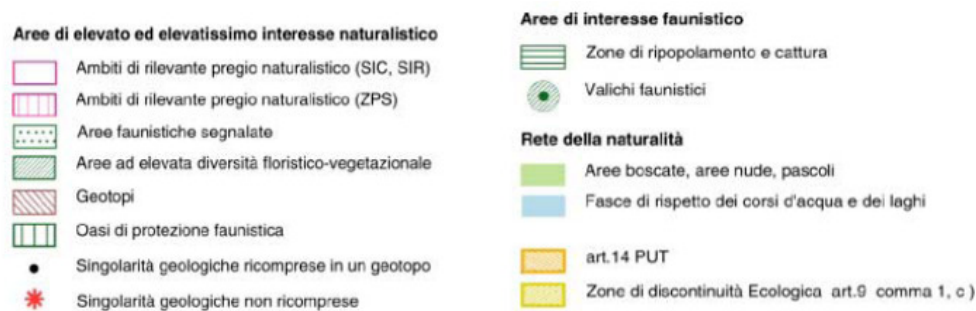 Aree di elevato ed elevatissimo interesse naturalistico
Ambiti di rilevante pregio naturalistico (SIC, SIR)
Ambiti di rilevante pregio naturalistico (ZPS)
Aree faunistiche segnalate
Aree ad elevata diversità floristico-vegetazionale
Geotopi
Oasi di protezione faunistica
Singolarità geologiche ricomprese in un geotopo
Singolarità geologiche non ricomprese
Aree di interesse faunistico
Zone di ripopolamento e cattura
Valichi faunistici
Rete della naturalità
Aree boscate, aree nude, pascoli
Fasce di rispetto dei corsi d'acqua e dei laghi
art.14 PUT
Zone di discontinuità Ecologica art.9 comma 1, c )